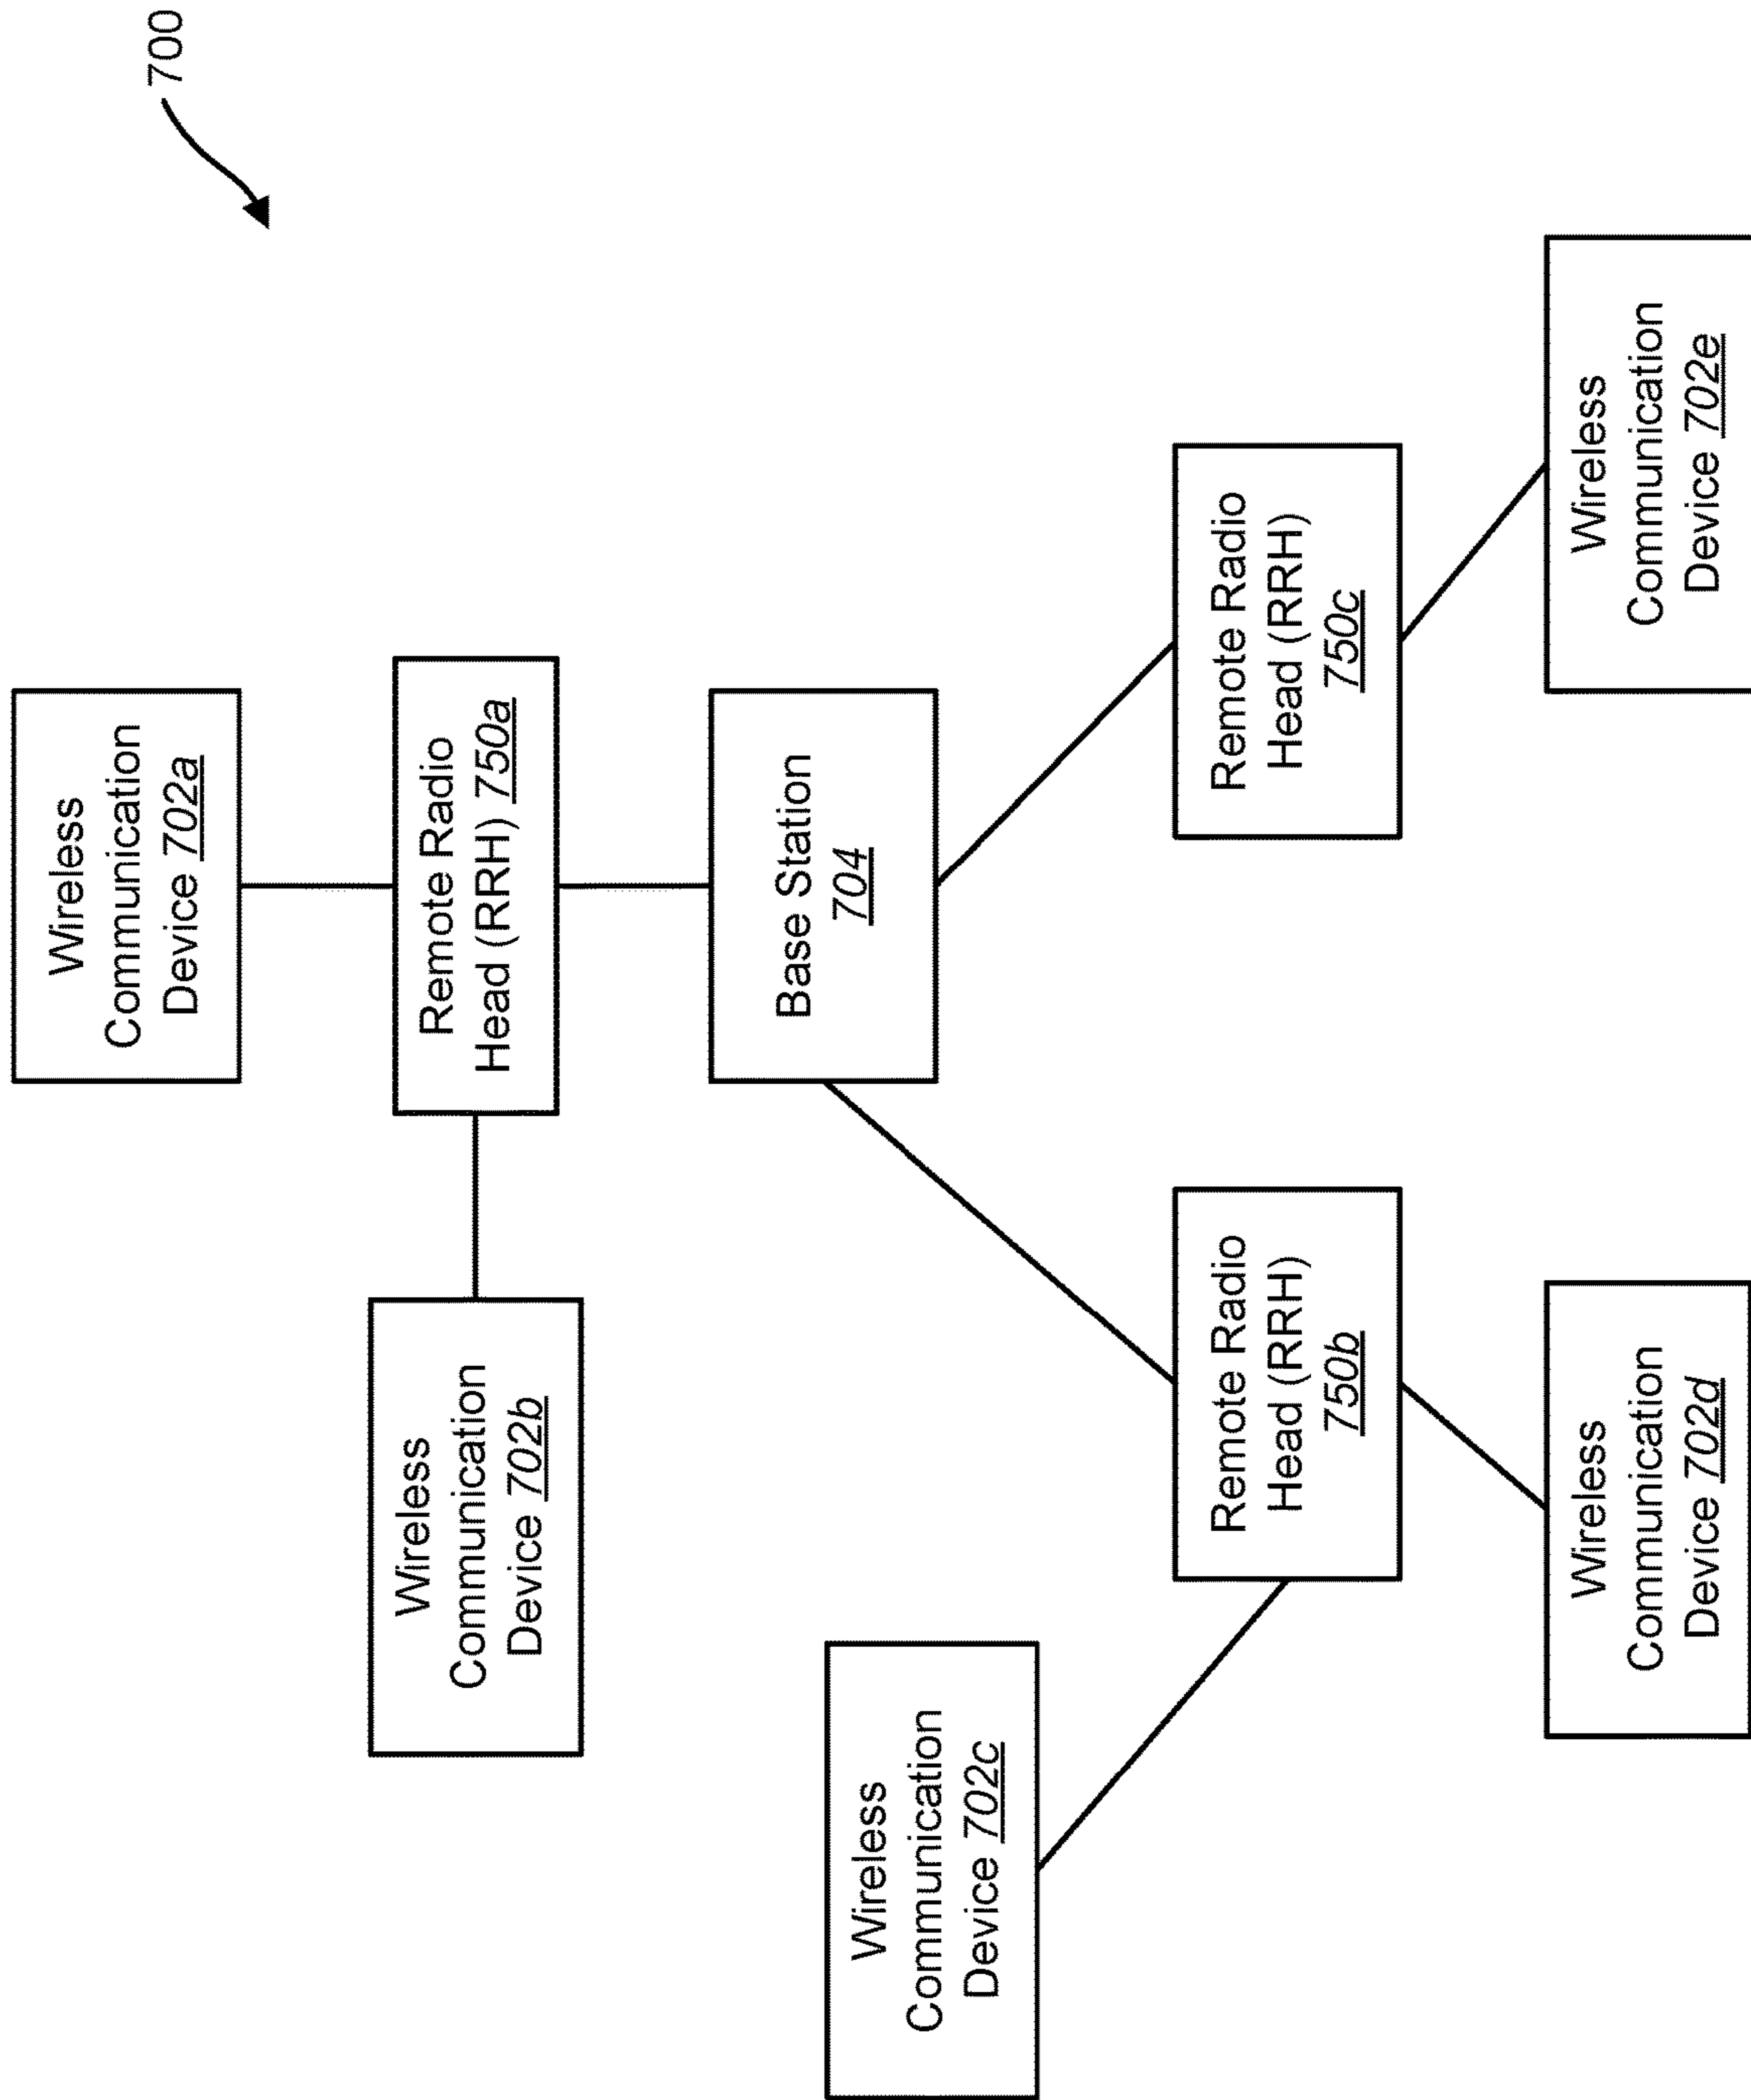 700
Wireless
Communication
Device 702a
Wireless
Communication
Device 702b
Remote Radio
Head (RRH) 750a
Base Station
704
Wireless
Communication
Device 702c
Remote Radio
Head (RRH)
750b
Remote Radio
Head (RRH)
750c
Wireless
Communication
Device 702d
Wireless
Communication
Device 702e